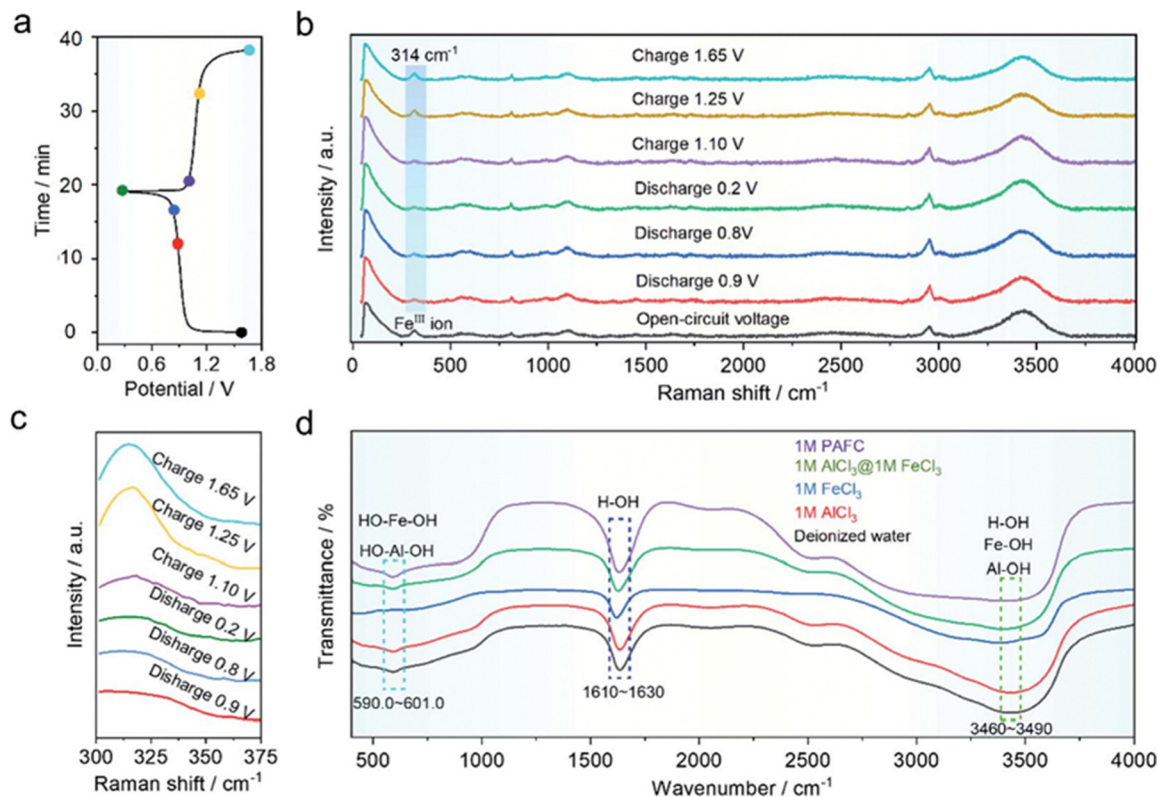 a
40
30
20
10
0
Time / min
0.0 0.6 1.2 1.8
Potential / V
b
314 cm⁻¹
Charge 1.65 V
Charge 1.25 V
Charge 1.10 V
Discharge 0.2 V
Discharge 0.8V
Discharge 0.9 V
Feᴵᴵᴵ ion
Open-circuit voltage
Intensity / a.u.
0 500 1000 1500 2000 2500 3000 3500 4000
Raman shift / cm⁻¹
c
Charge 1.65 V
Charge 1.25 V
Charge 1.10 V
Disharge 0.2 V
Disharge 0.8 V
Disharge 0.9 V
Intensity / a.u.
300 325 350 375
Raman shift / cm⁻¹
d
1M PAFC
1M AlCl₃@1M FeCl₃
1M FeCl₃
1M AlCl₃
Deionized water
HO-Fe-OH
HO-Al-OH
H-OH
H-OH
Fe-OH
Al-OH
590.0~601.0
1610~1630
3460~3490
Transmittance / %
500 1000 1500 2000 2500 3000 3500 4000
Wavenumber / cm⁻¹